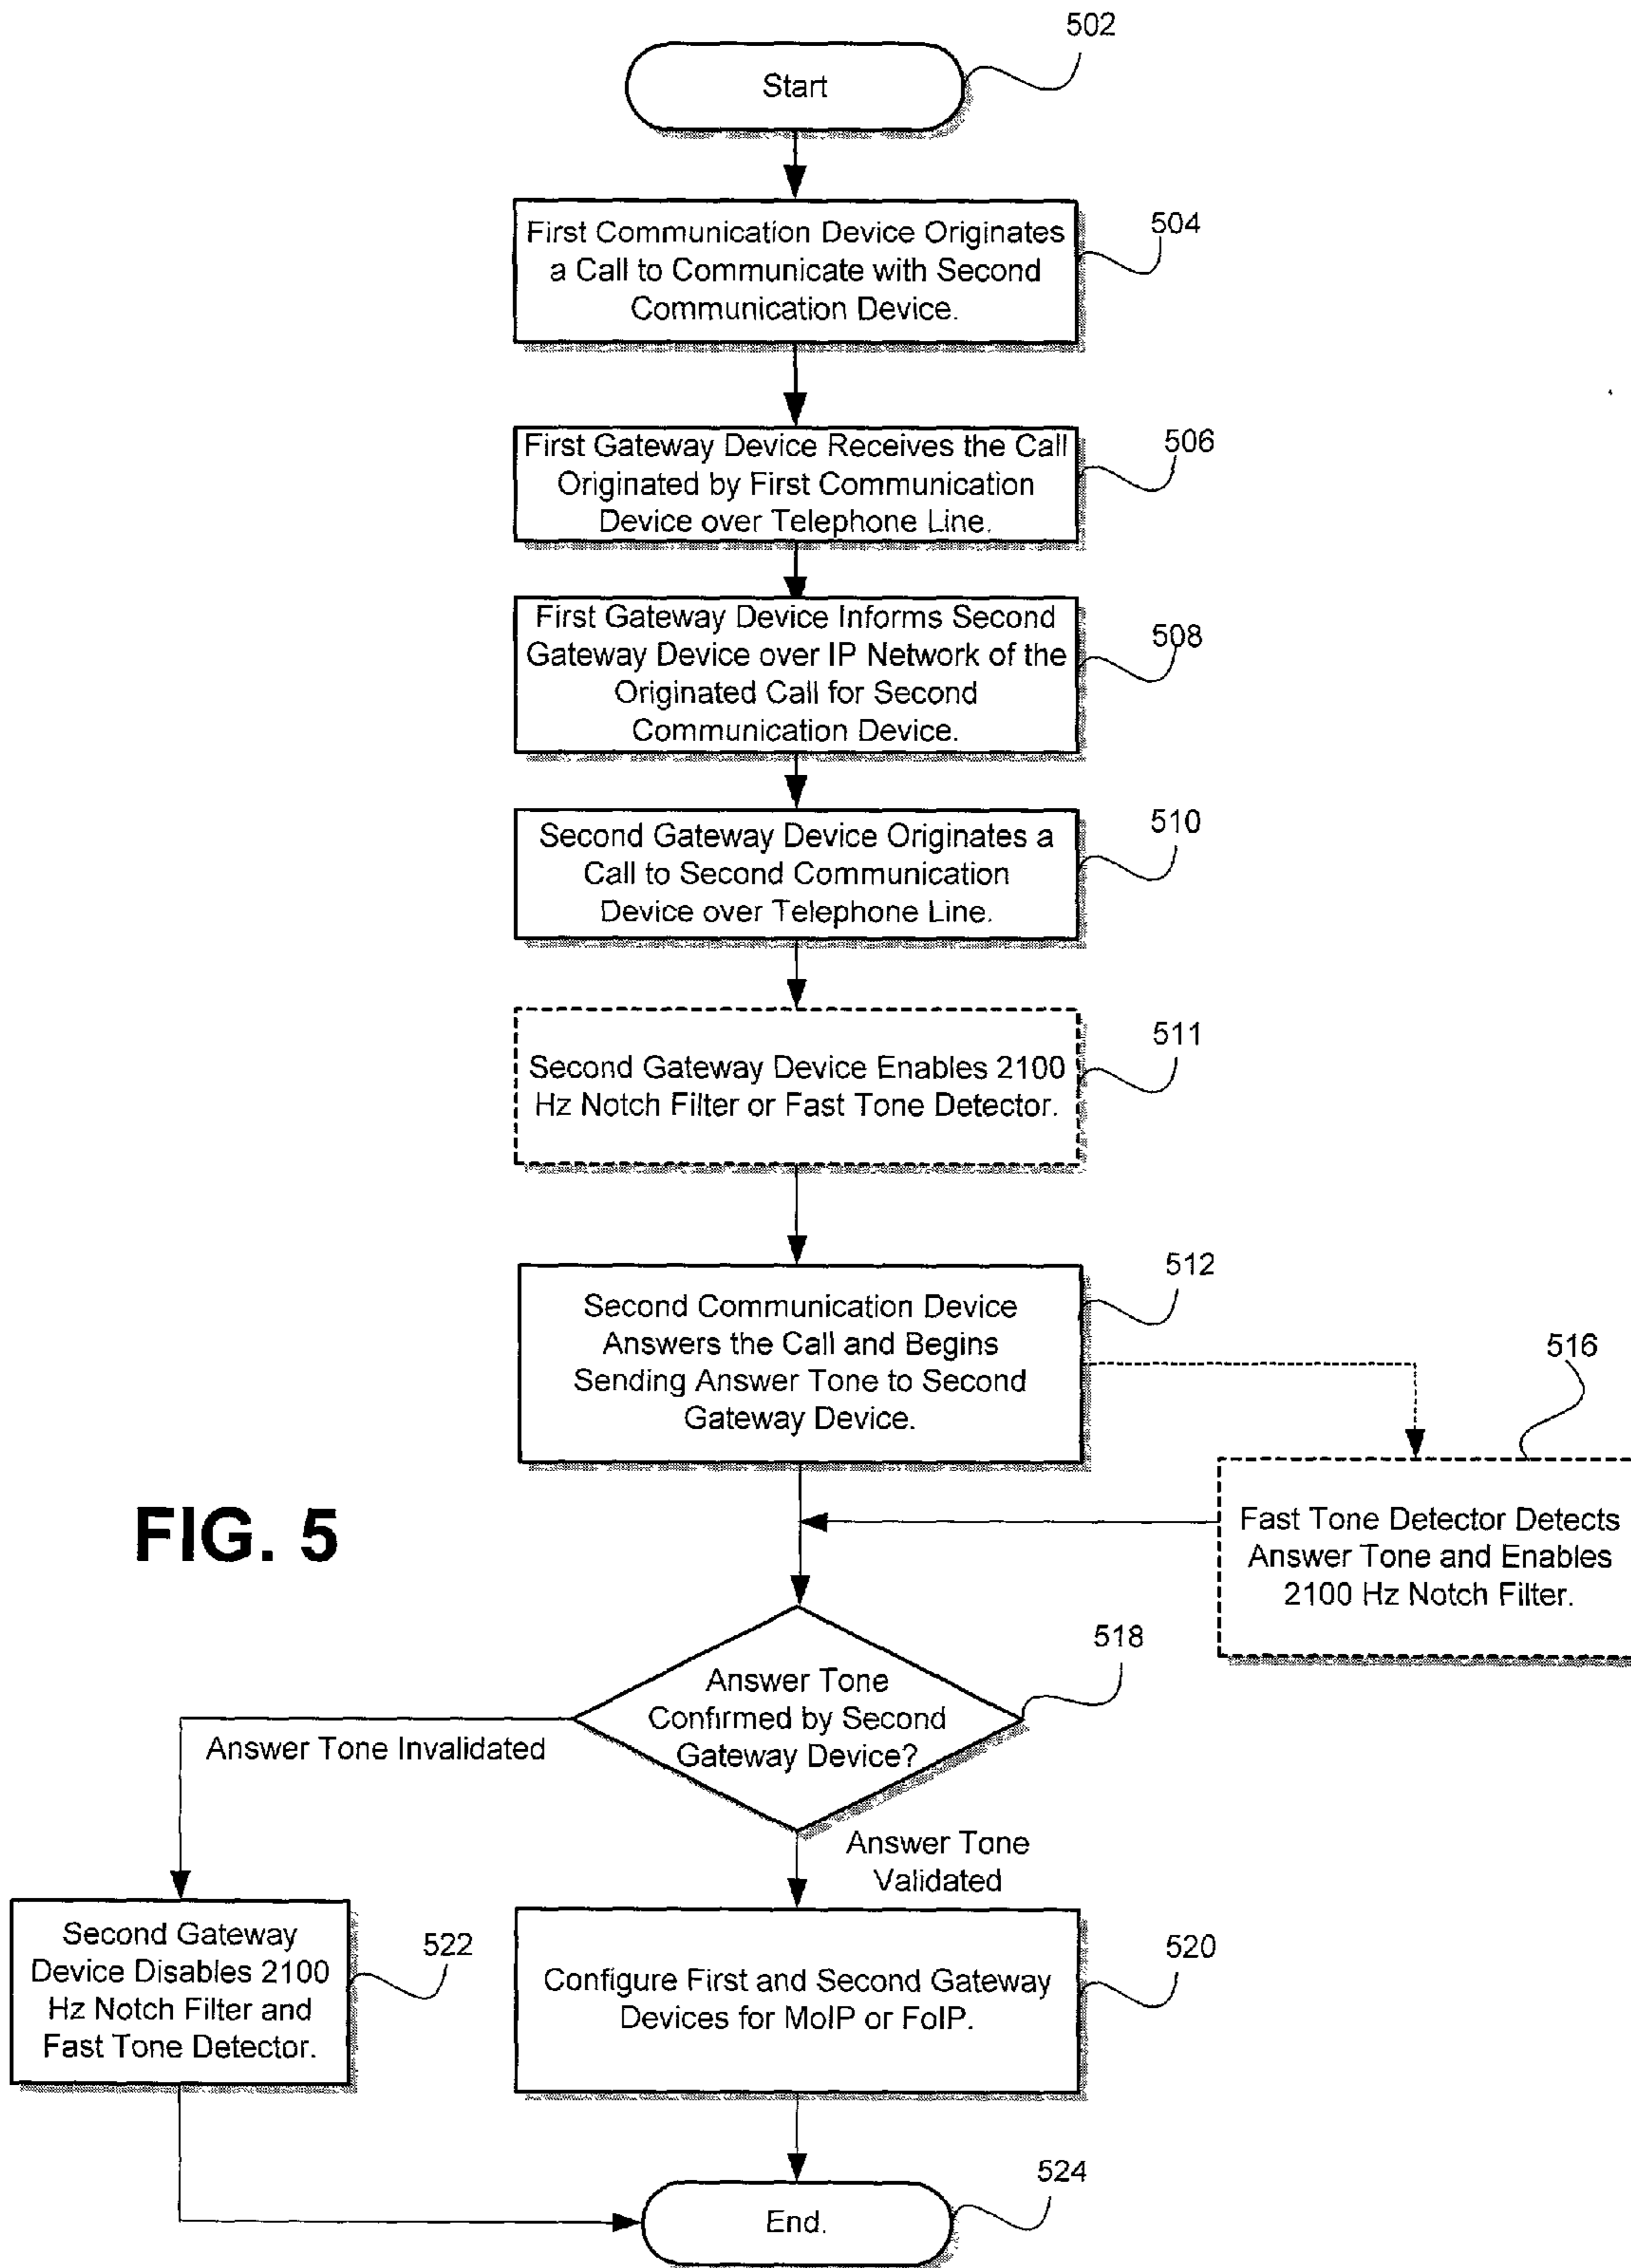 502
Start
First Communication Device Originates
a Call to Communicate with Second
Communication Device.
504
First Gateway Device Receives the Call
Originated by First Communication
Device over Telephone Line.
506
First Gateway Device Informs Second
Gateway Device over IP Network of the
Originated Call for Second
Communication Device.
508
Second Gateway Device Originates a
Call to Second Communication
Device over Telephone Line.
510
Second Gateway Device Enables 2100
Hz Notch Filter or Fast Tone Detector.
511
Second Communication Device
Answers the Call and Begins
Sending Answer Tone to Second
Gateway Device.
512
516
Fast Tone Detector Detects
Answer Tone and Enables
2100 Hz Notch Filter.
FIG. 5
Answer Tone
Confirmed by Second
Gateway Device?
518
Answer Tone Invalidated
Answer Tone
Validated
Second Gateway
Device Disables 2100
Hz Notch Filter and
Fast Tone Detector.
522
Configure First and Second Gateway
Devices for MoIP or FoIP.
520
End.
524